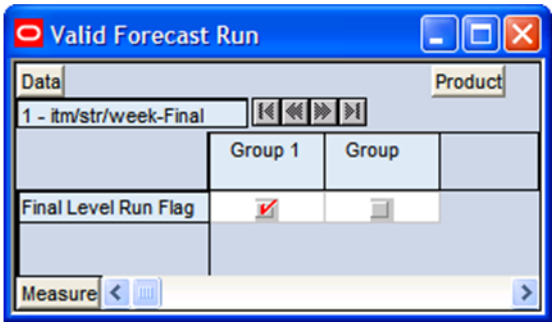 Valid Forecast Run
Data Product
1 - itm/str/week-Final
Group 1 Group
Final Level Run Flag
Measure